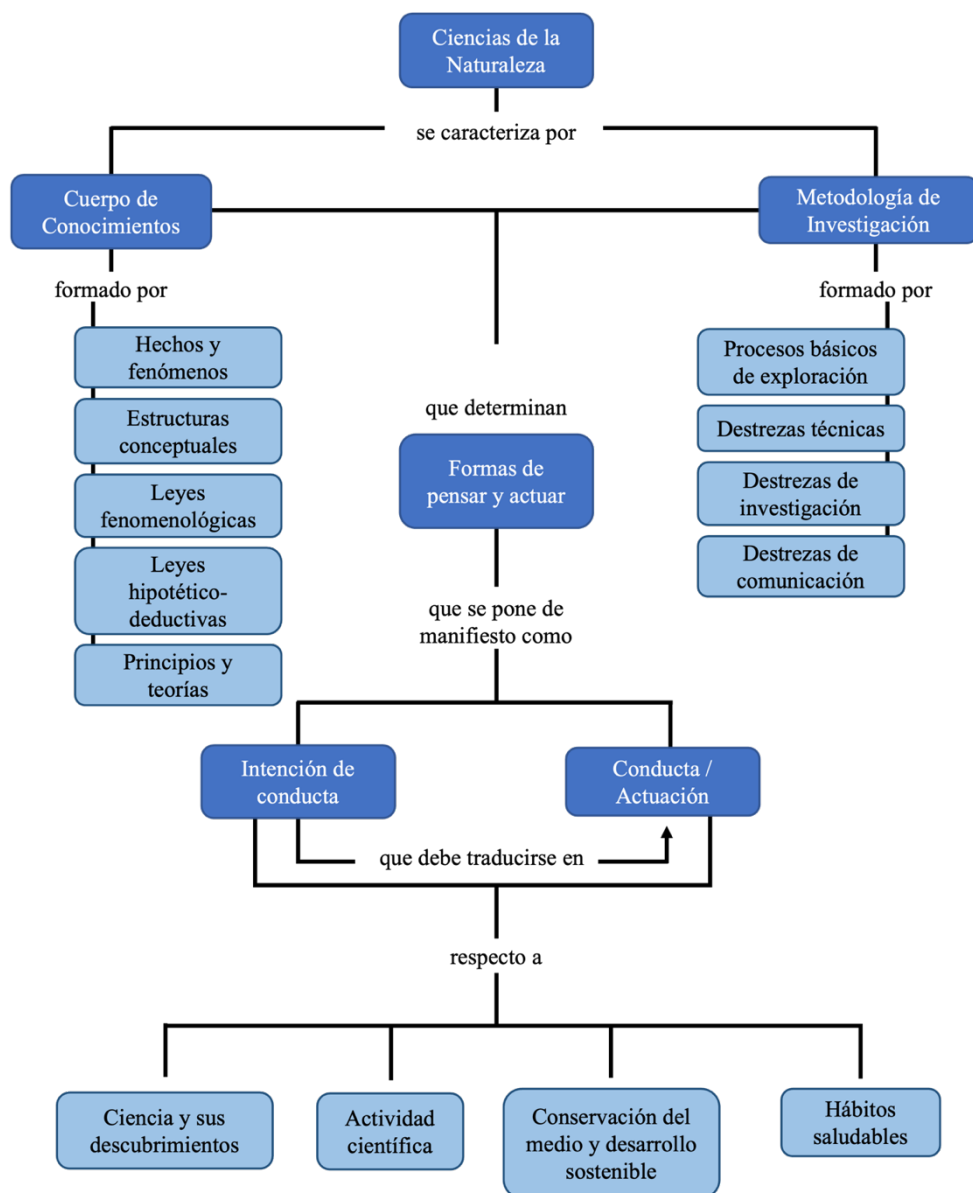 Ciencias de la
Naturaleza
se caracteriza por
Cuerpo de
Conocimientos
Metodología de
Investigación
formado por
formado por
Hechos y
fenómenos
Estructuras
conceptuales
Leyes
fenomenológicas
Leyes
hipotético-
deductivas
Principios y
teorías
Procesos básicos
de exploración
Destrezas técnicas
Destrezas de
investigación
Destrezas de
comunicación
que determinan
Formas de
pensar y actuar
que se pone de
manifiesto como
Intención de
conducta
Conducta /
Actuación
que debe traducirse en
respecto a
Ciencia y sus
descubrimientos
Actividad
científica
Conservación del
medio y desarrollo
sostenible
Hábitos
saludables